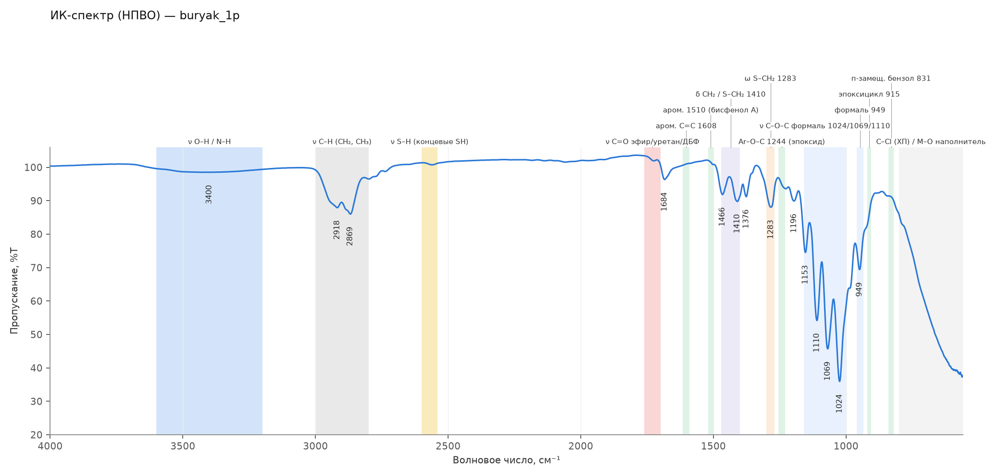 ИК-спектр (НПВО) — buryak_1p
ω S–CH₂ 1283
п-замещ. бензол 831
δ CH₂ / S–CH₂ 1410
эпоксицикл 915
аром. 1510 (бисфенол A)
формаль 949
аром. C=C 1608
ν C–O–C формаль 1024/1069/1110
ν O–H / N–H
ν C–H (CH₂, CH₃)
ν S–H (концевые SH)
ν C=O эфир/уретан/ДБФ
Ar–O–C 1244 (эпоксид)
C–Cl (ХП) / M–O наполнитель
Пропускание, %T
100
90
80
70
60
50
40
30
20
3400
2918
2869
1684
1466
1410
1376
1283
1196
1153
1110
1069
1024
949
4000
3500
3000
2500
2000
1500
1000
Волновое число, см⁻¹